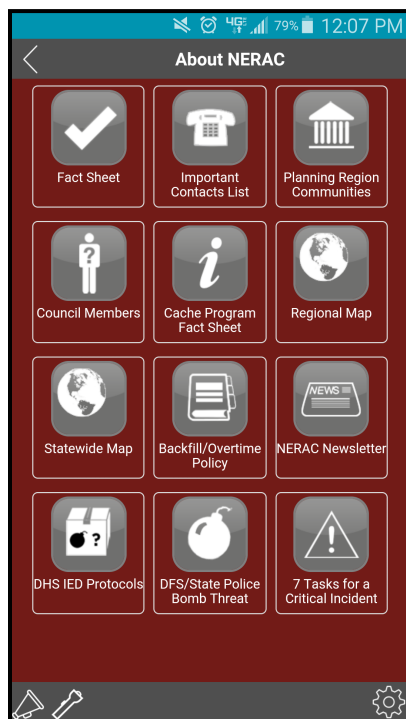 4G 79% 12:07 PM
About NERAC
Fact Sheet
Important
Contacts List
Planning Region
Communities
?
Council Members
i
Cache Program
Fact Sheet
Regional Map
Statewide Map
Backfill/Overtime
Policy
NEWS
NERAC Newsletter
?
DHS IED Protocols
DFS/State Police
Bomb Threat
!
7 Tasks for a
Critical Incident